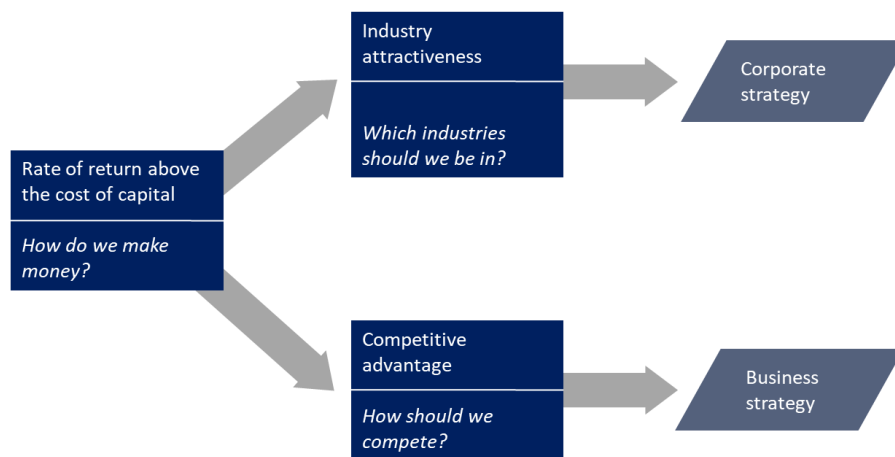 Industry
attractiveness
Which industries
should we be in?
Corporate
strategy
Rate of return above
the cost of capital
How do we make
money?
Competitive
advantage
How should we
compete?
Business
strategy